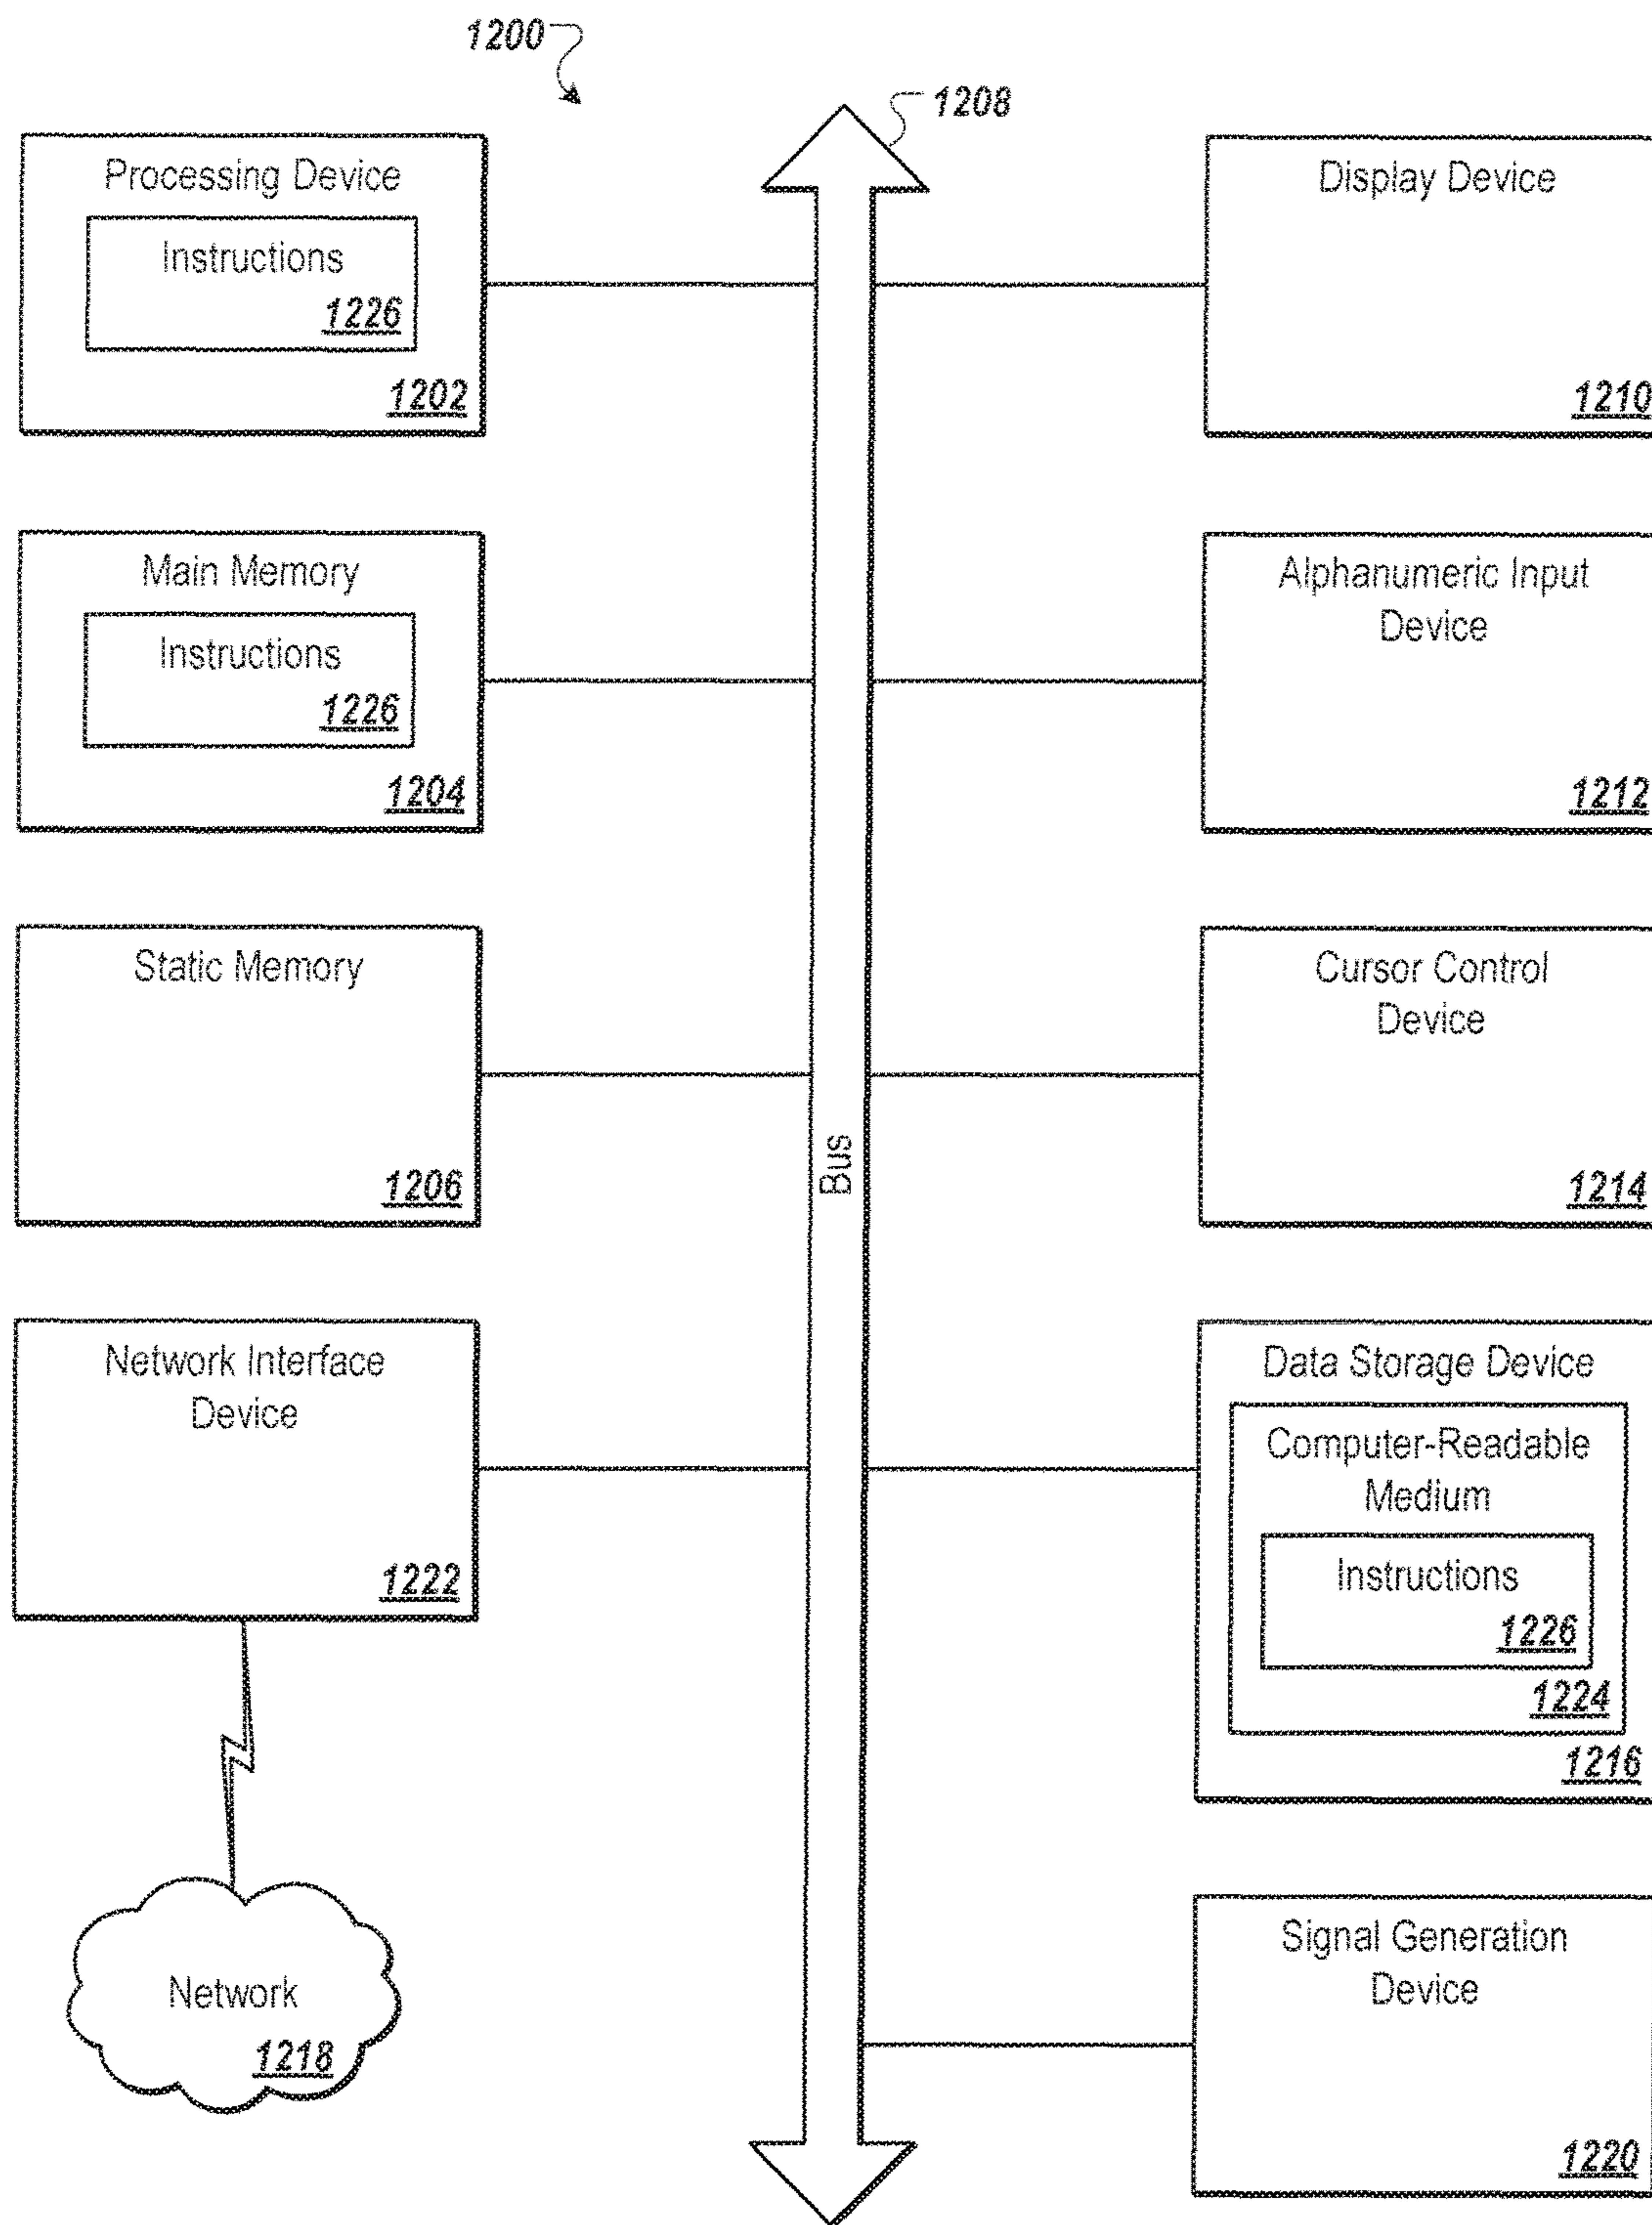 1200
1208
Processing Device
Instructions
1226
1202
Display Device
1210
Main Memory
Instructions
1226
1204
Alphanumeric Input
Device
1212
Static Memory
1206
Cursor Control
Device
1214
Bus
Network Interface
Device
1222
Data Storage Device
Computer-Readable
Medium
Instructions
1226
1224
1216
Network
1218
Signal Generation
Device
1220